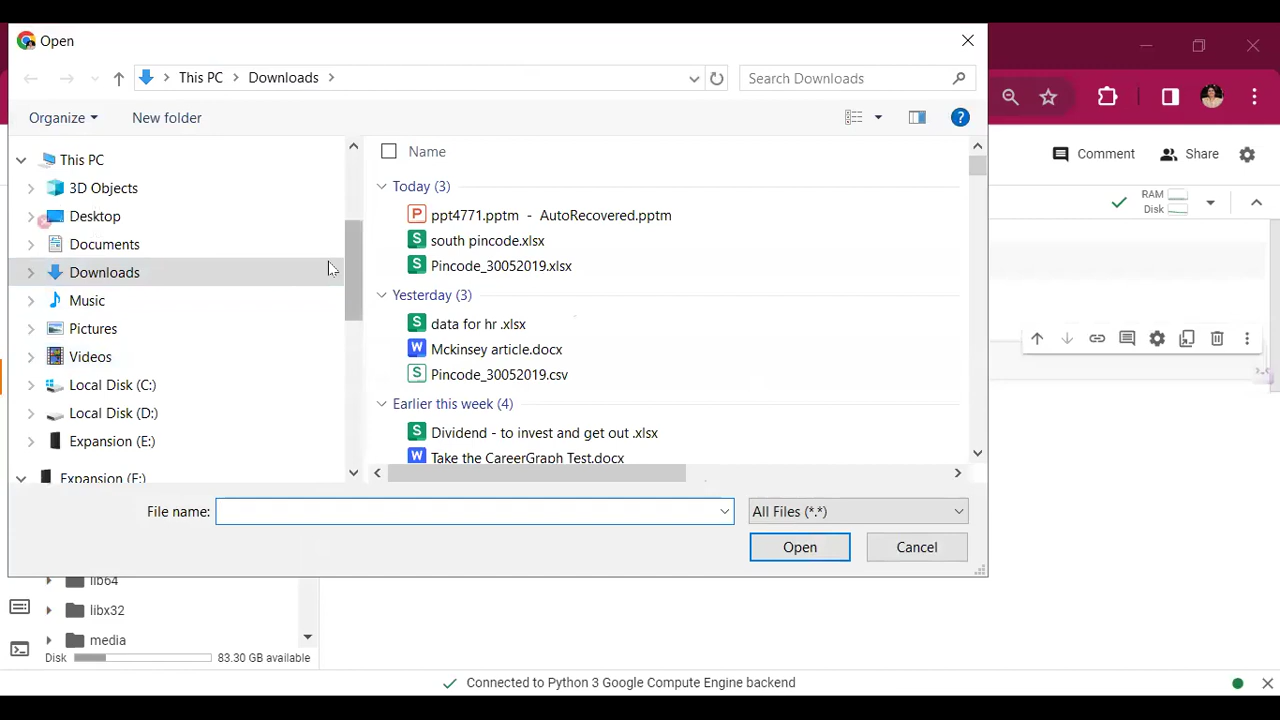 Open
This PC
Downloads
Search Downloads
Organize
New folder
Comment
Share
This PC
3D Objects
Desktop
Documents
Downloads
Music
Pictures
Videos
Local Disk (C:)
Local Disk (D:)
Expansion (E:)
Expansion (E:)
Name
Today (3)
ppt4771.pptm  -  AutoRecovered.pptm
south pincode.xlsx
Pincode_30052019.xlsx
Yesterday (3)
data for hr .xlsx
Mckinsey article.docx
Pincode_30052019.csv
Earlier this week (4)
Dividend - to invest and get out .xlsx
Take the CareerGraph Test.docx
RAM
Disk
File name:
All Files (*.*)
Open
Cancel
lib64
libx32
media
Disk
83.30 GB available
Connected to Python 3 Google Compute Engine backend